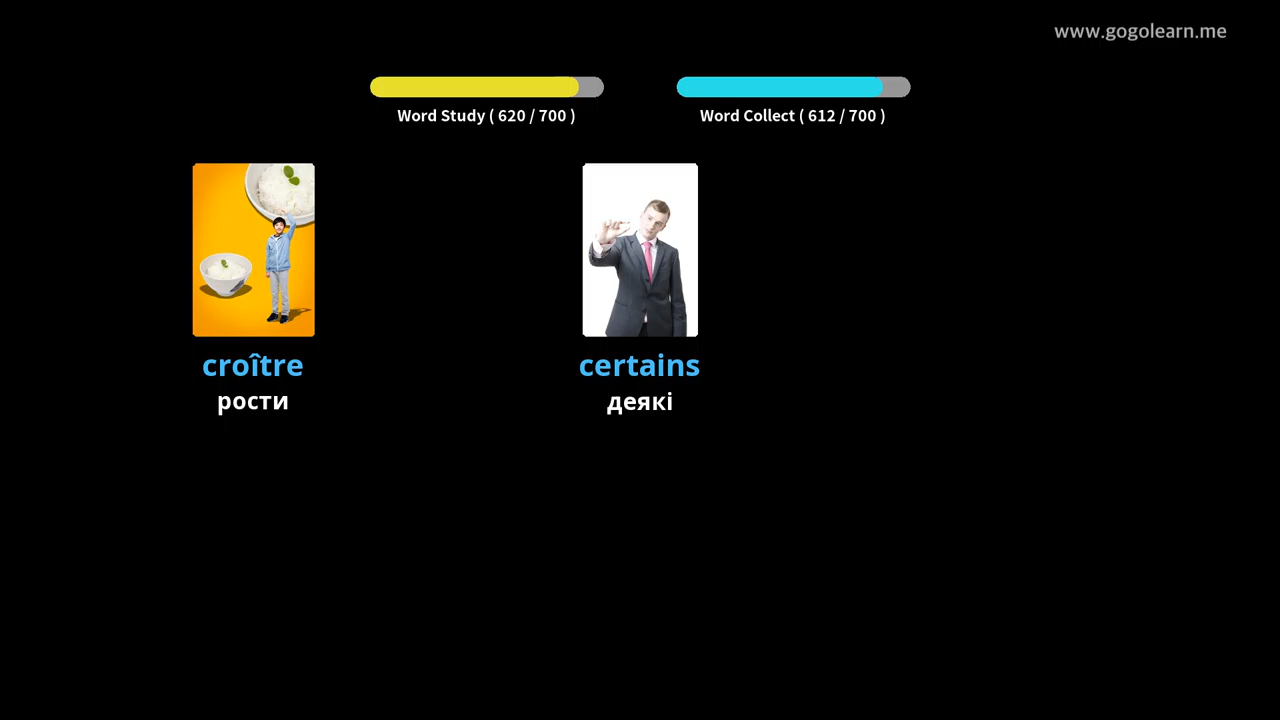 www.gogolearn.me
Word Study ( 620 / 700 )
Word Collect ( 612 / 700 )
croître
certains
рости
деякі